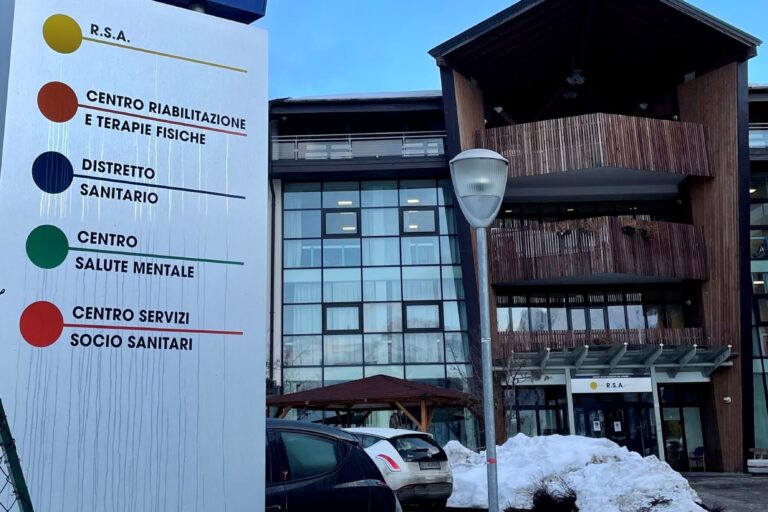 R.S.A.
CENTRO RIABILITAZIONE
E TERAPIE FISICHE
DISTRETTO
SANITARIO
CENTRO
SALUTE MENTALE
CENTRO SERVIZI
SOCIO SANITARI
R.S.A.